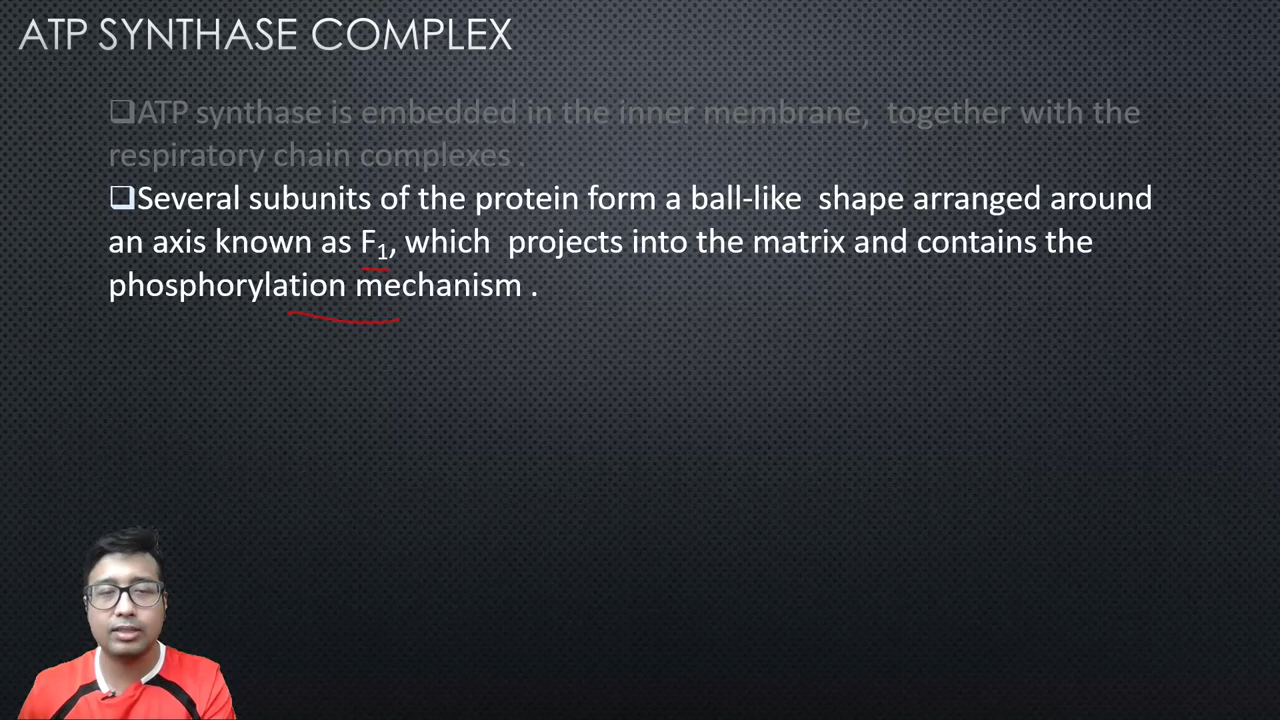 ATP SYNTHASE COMPLEX
❑ATP synthase is embedded in the inner membrane, together with the
respiratory chain complexes .
❑Several subunits of the protein form a ball-like shape arranged around
an axis known as F₁, which projects into the matrix and contains the
phosphorylation mechanism .